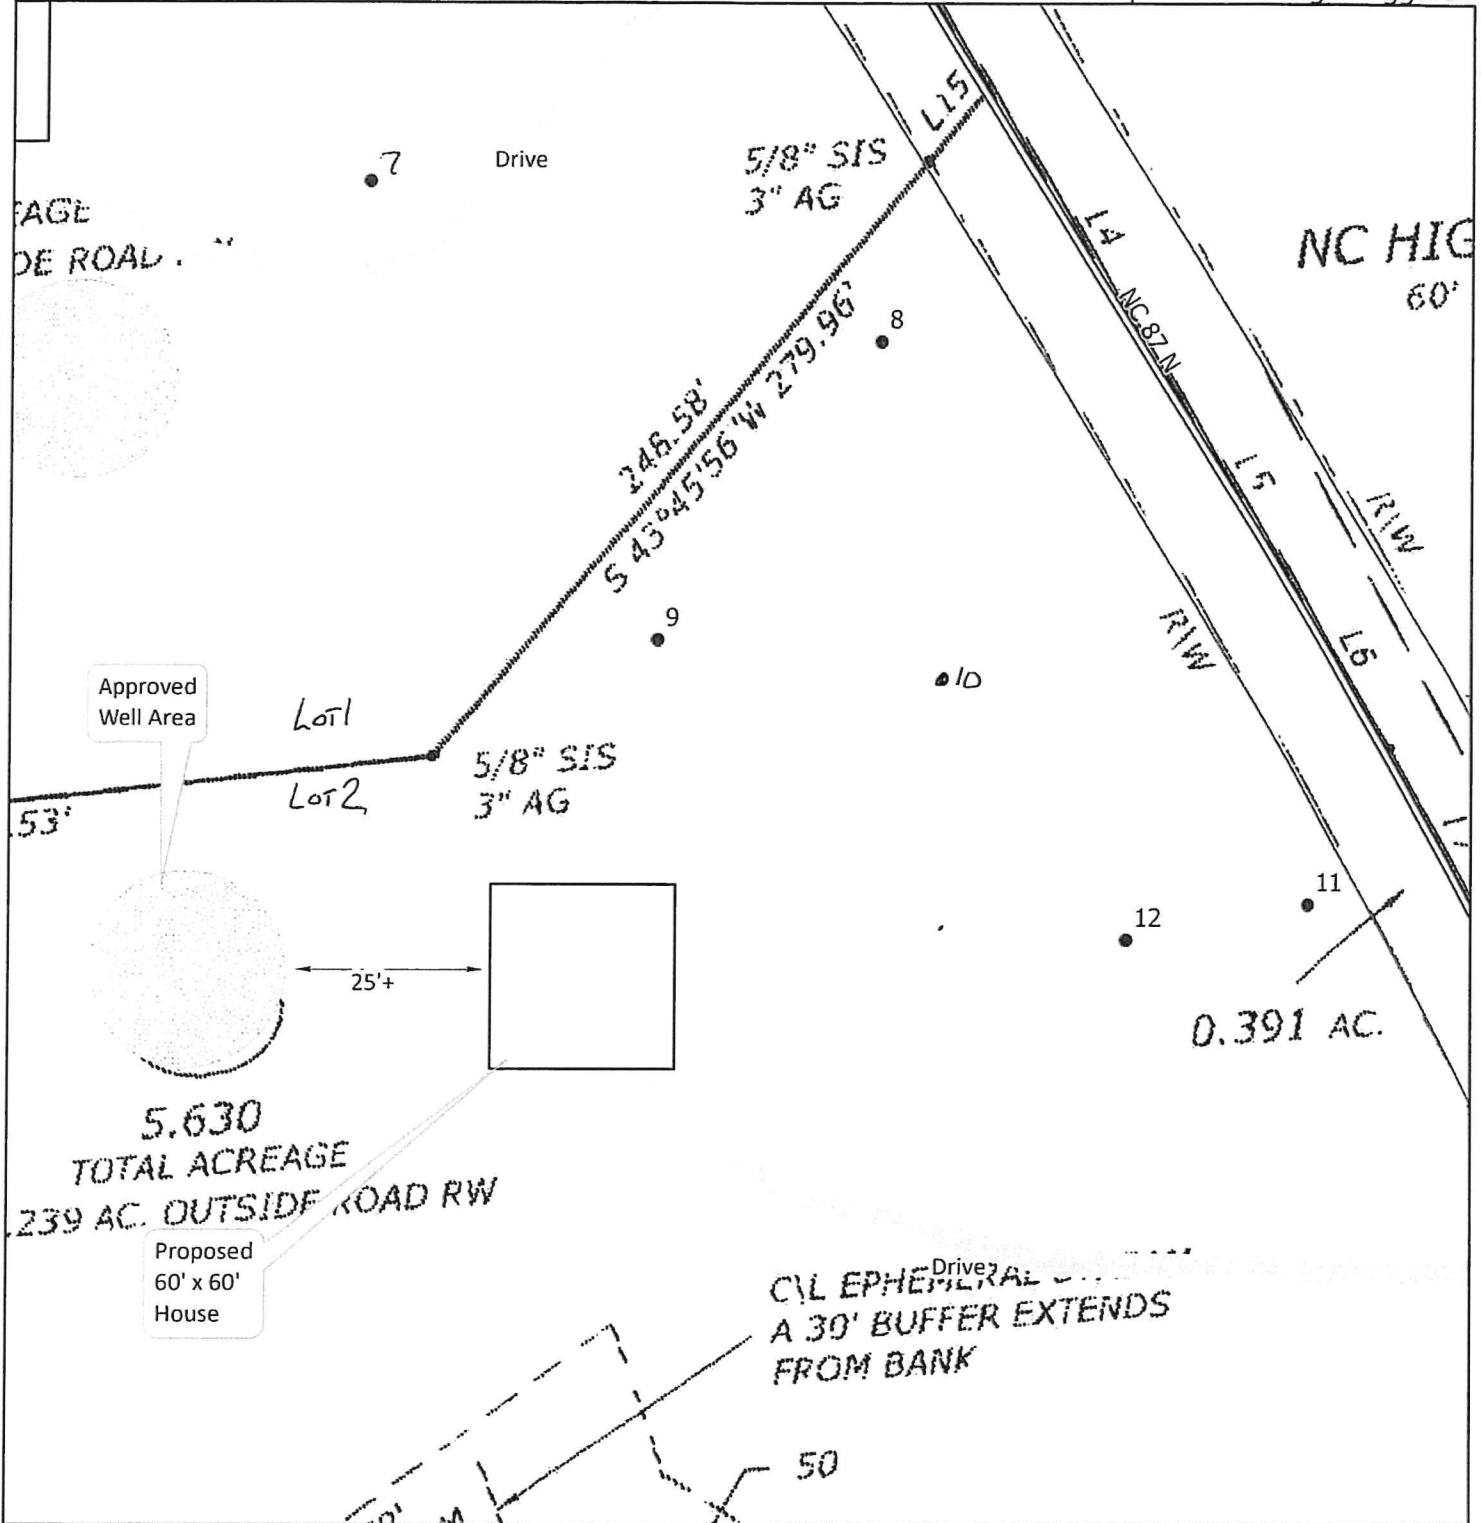 L15
7
Drive
5/8" SIS
3" AG
L4
NC HIG
60'
NC 87 N
8
246.58'
S 43°45'56"W 279.96'
L5
R\W
9
R\W
L6
10
Approved
Well Area
LOT 1
5/8" SIS
3" AG
LOT 2
.53'
11
12
25'+
0.391 AC.
5.630
TOTAL ACREAGE
.239 AC. OUTSIDE ROAD RW
Proposed
60' x 60'
House
Drive
C\L EPHEMERAL
A 30' BUFFER EXTENDS
FROM BANK
50